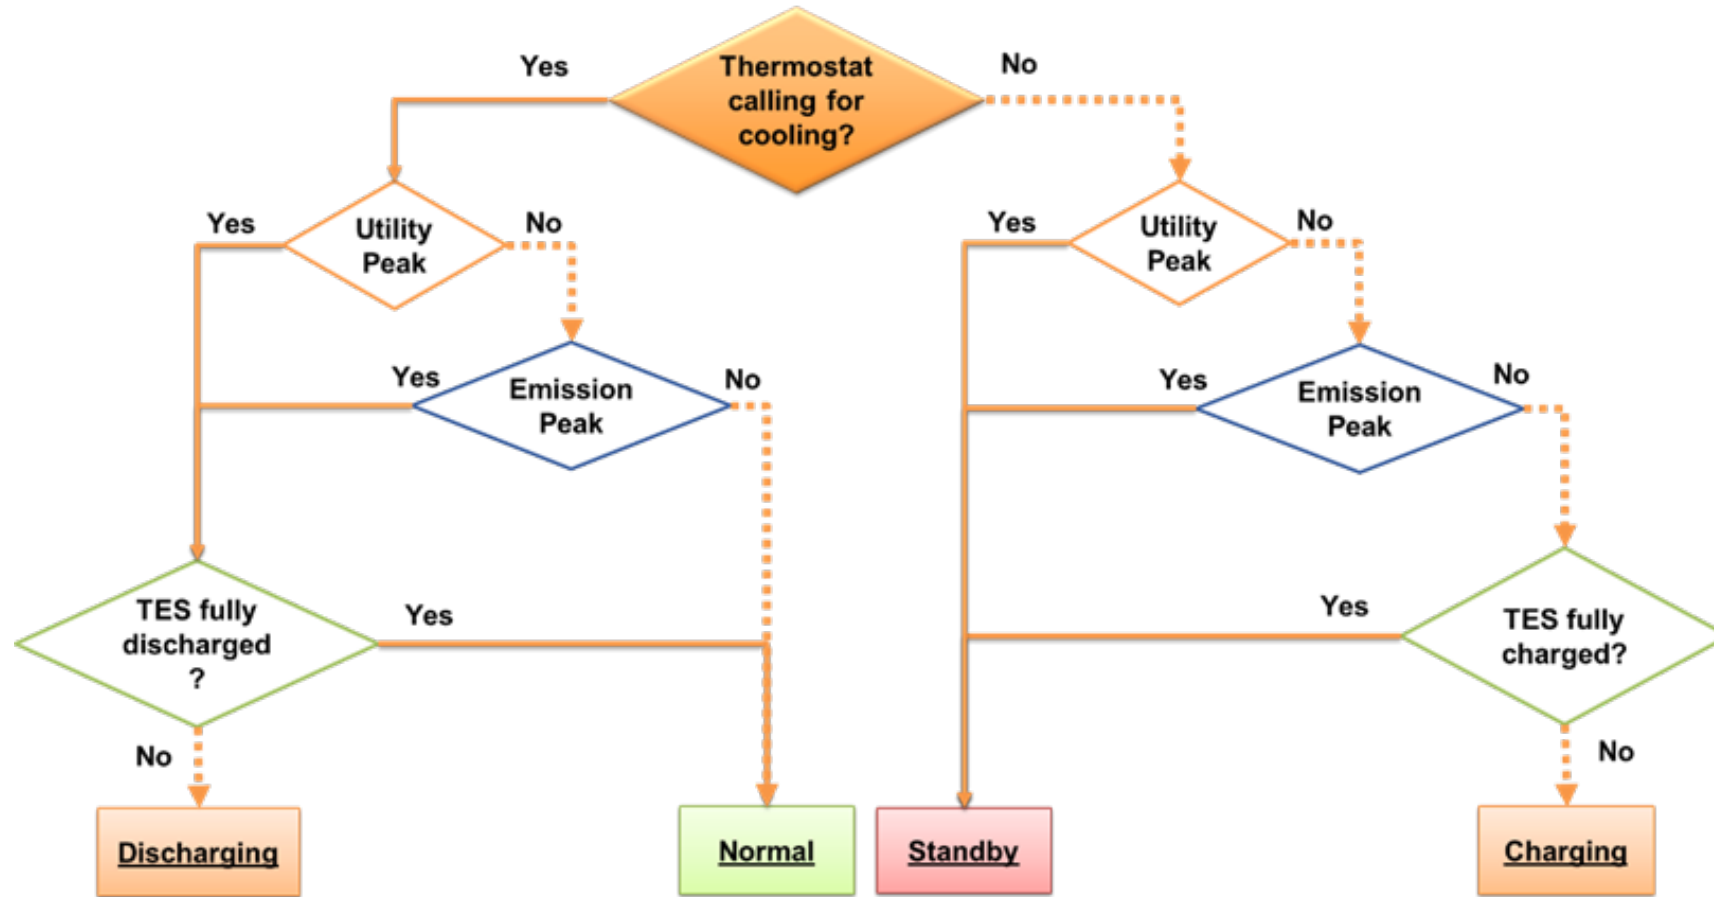 Yes
Thermostat
calling for
cooling?
No
Yes
Utility
Peak
No
Yes
Utility
Peak
No
Yes
Emission
Peak
No
Yes
Emission
Peak
No
TES fully
discharged
?
Yes
Yes
TES fully
charged?
No
No
Discharging
Normal
Standby
Charging